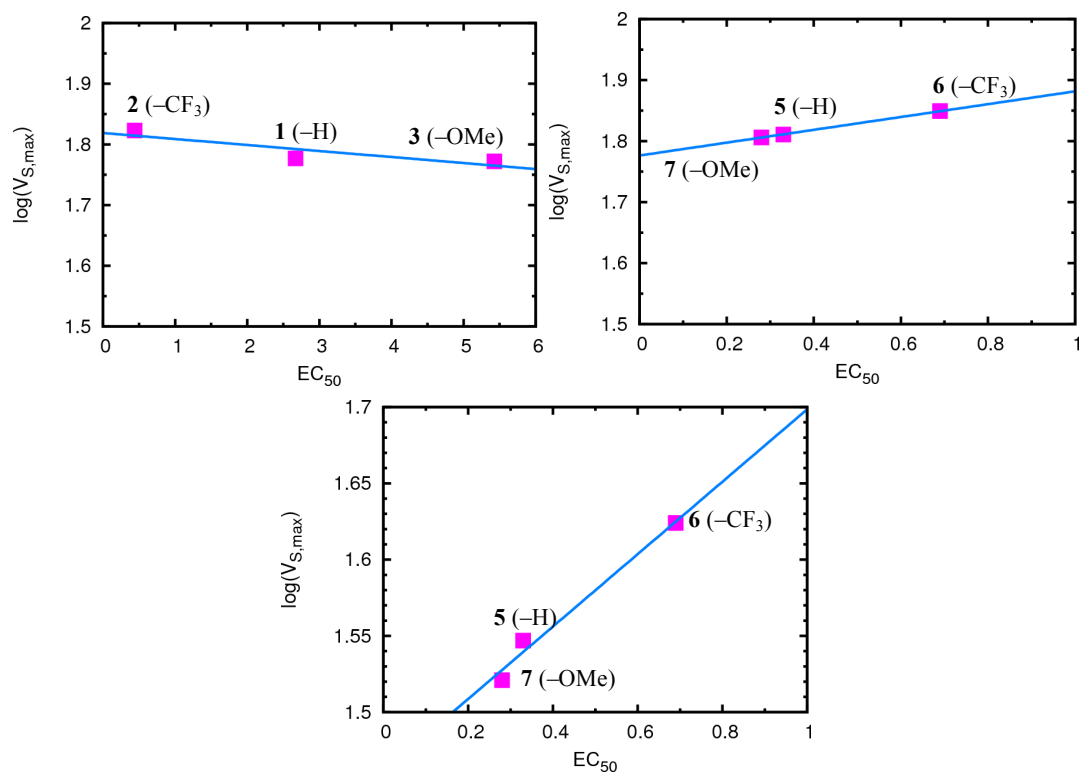 2
1.9
1.8
1.7
1.6
1.5
log(V_S,max)
2 (–CF₃)
1 (–H)
3 (–OMe)
0 1 2 3 4 5 6
EC₅₀
2
1.9
1.8
1.7
1.6
1.5
log(V_S,max)
6 (–CF₃)
5 (–H)
7 (–OMe)
0 0.2 0.4 0.6 0.8 1
EC₅₀
1.7
1.65
1.6
1.55
1.5
log(V_S,max)
6 (–CF₃)
5 (–H)
7 (–OMe)
0 0.2 0.4 0.6 0.8 1
EC₅₀